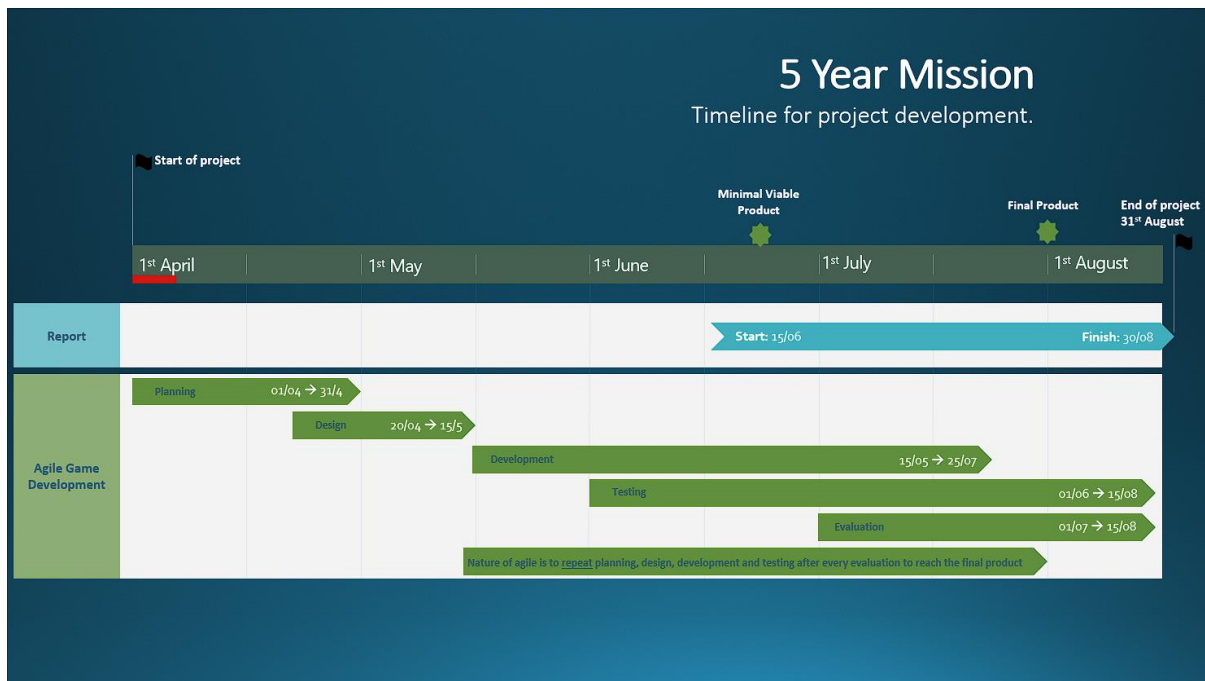 5 Year Mission
Timeline for project development.
Start of project
Minimal Viable
Product
Final Product
End of project
31st August
1st April
1st May
1st June
1st July
1st August
Report
Start: 15/06
Finish: 30/08
Agile Game
Development
Planning
01/04 → 31/4
Design
20/04 → 15/5
Development
15/05 → 25/07
Testing
01/06 → 15/08
Evaluation
01/07 → 15/08
Nature of agile is to repeat planning, design, development and testing after every evaluation to reach the final product